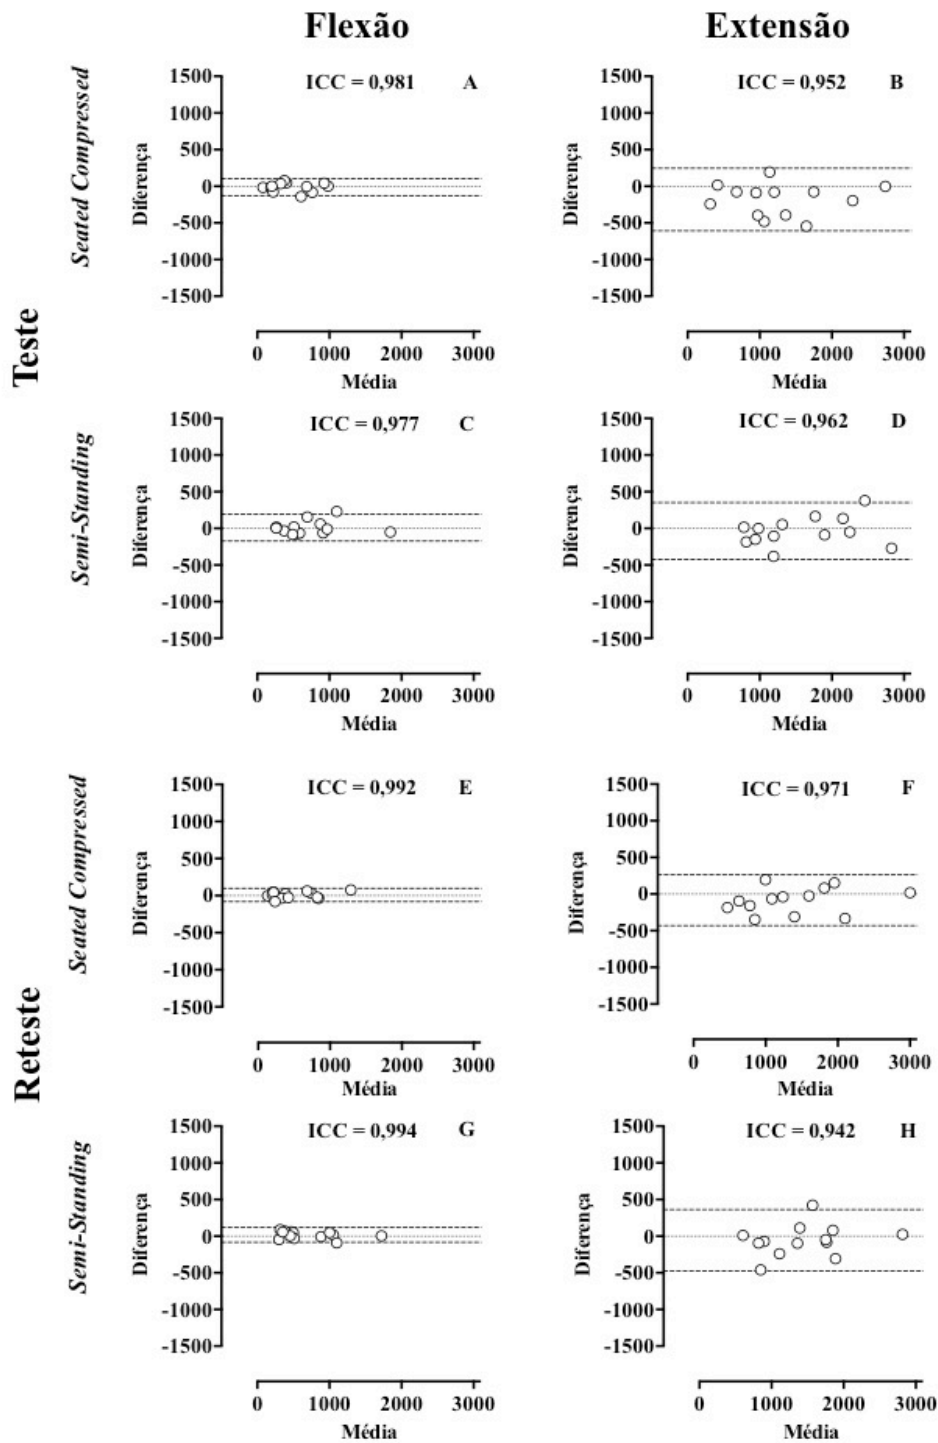 Flexão
Extensão
Teste
Seated Compressed
Diferença
1500
1000
500
0
-500
-1000
-1500
ICC = 0,981
A
0 1000 2000 3000
Média
Diferença
1500
1000
500
0
-500
-1000
-1500
ICC = 0,952
B
0 1000 2000 3000
Média
Semi-Standing
Diferença
1500
1000
500
0
-500
-1000
-1500
ICC = 0,977
C
0 1000 2000 3000
Média
Diferença
1500
1000
500
0
-500
-1000
-1500
ICC = 0,962
D
0 1000 2000 3000
Média
Reteste
Seated Compressed
Diferença
1500
1000
500
0
-500
-1000
-1500
ICC = 0,992
E
0 1000 2000 3000
Média
Diferença
1500
1000
500
0
-500
-1000
-1500
ICC = 0,971
F
0 1000 2000 3000
Média
Semi-Standing
Diferença
1500
1000
500
0
-500
-1000
-1500
ICC = 0,994
G
0 1000 2000 3000
Média
Diferença
1500
1000
500
0
-500
-1000
-1500
ICC = 0,942
H
0 1000 2000 3000
Média